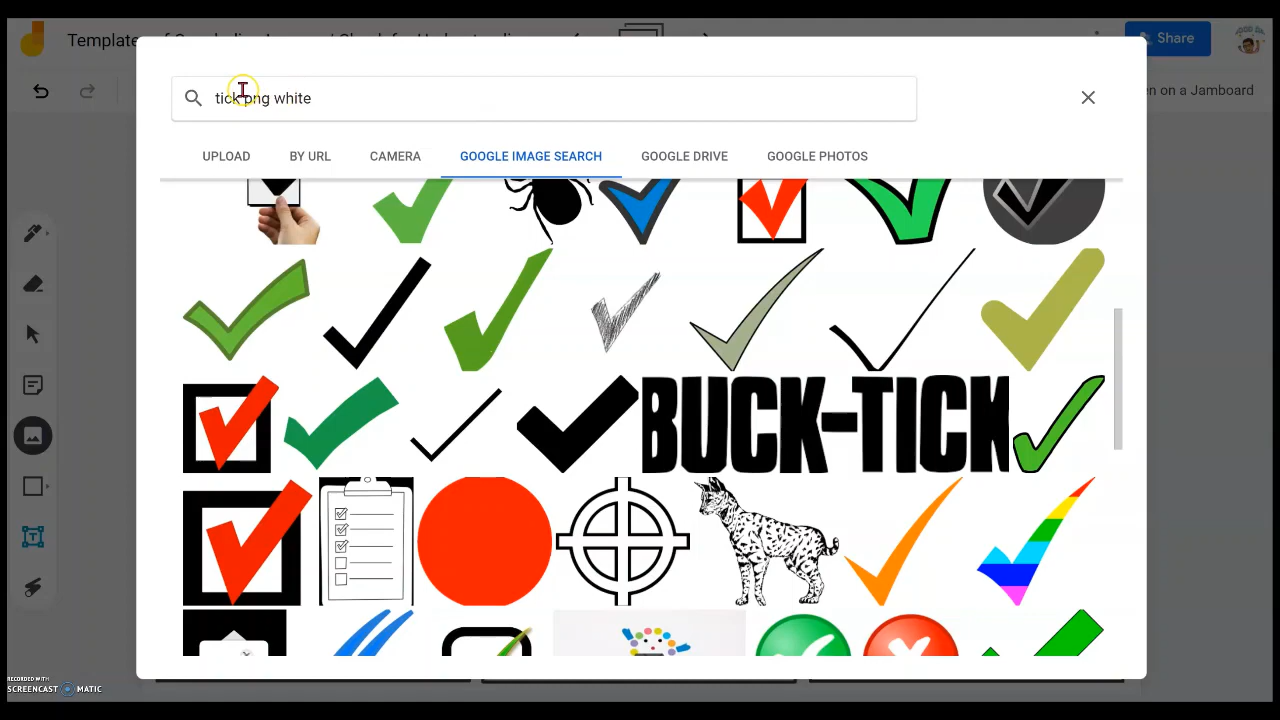 Share
tick png white
n on a Jamboard
UPLOAD BY URL CAMERA GOOGLE IMAGE SEARCH GOOGLE DRIVE GOOGLE PHOTOS
BUCK-TICK
RECORDED WITH
SCREENCAST MATIC